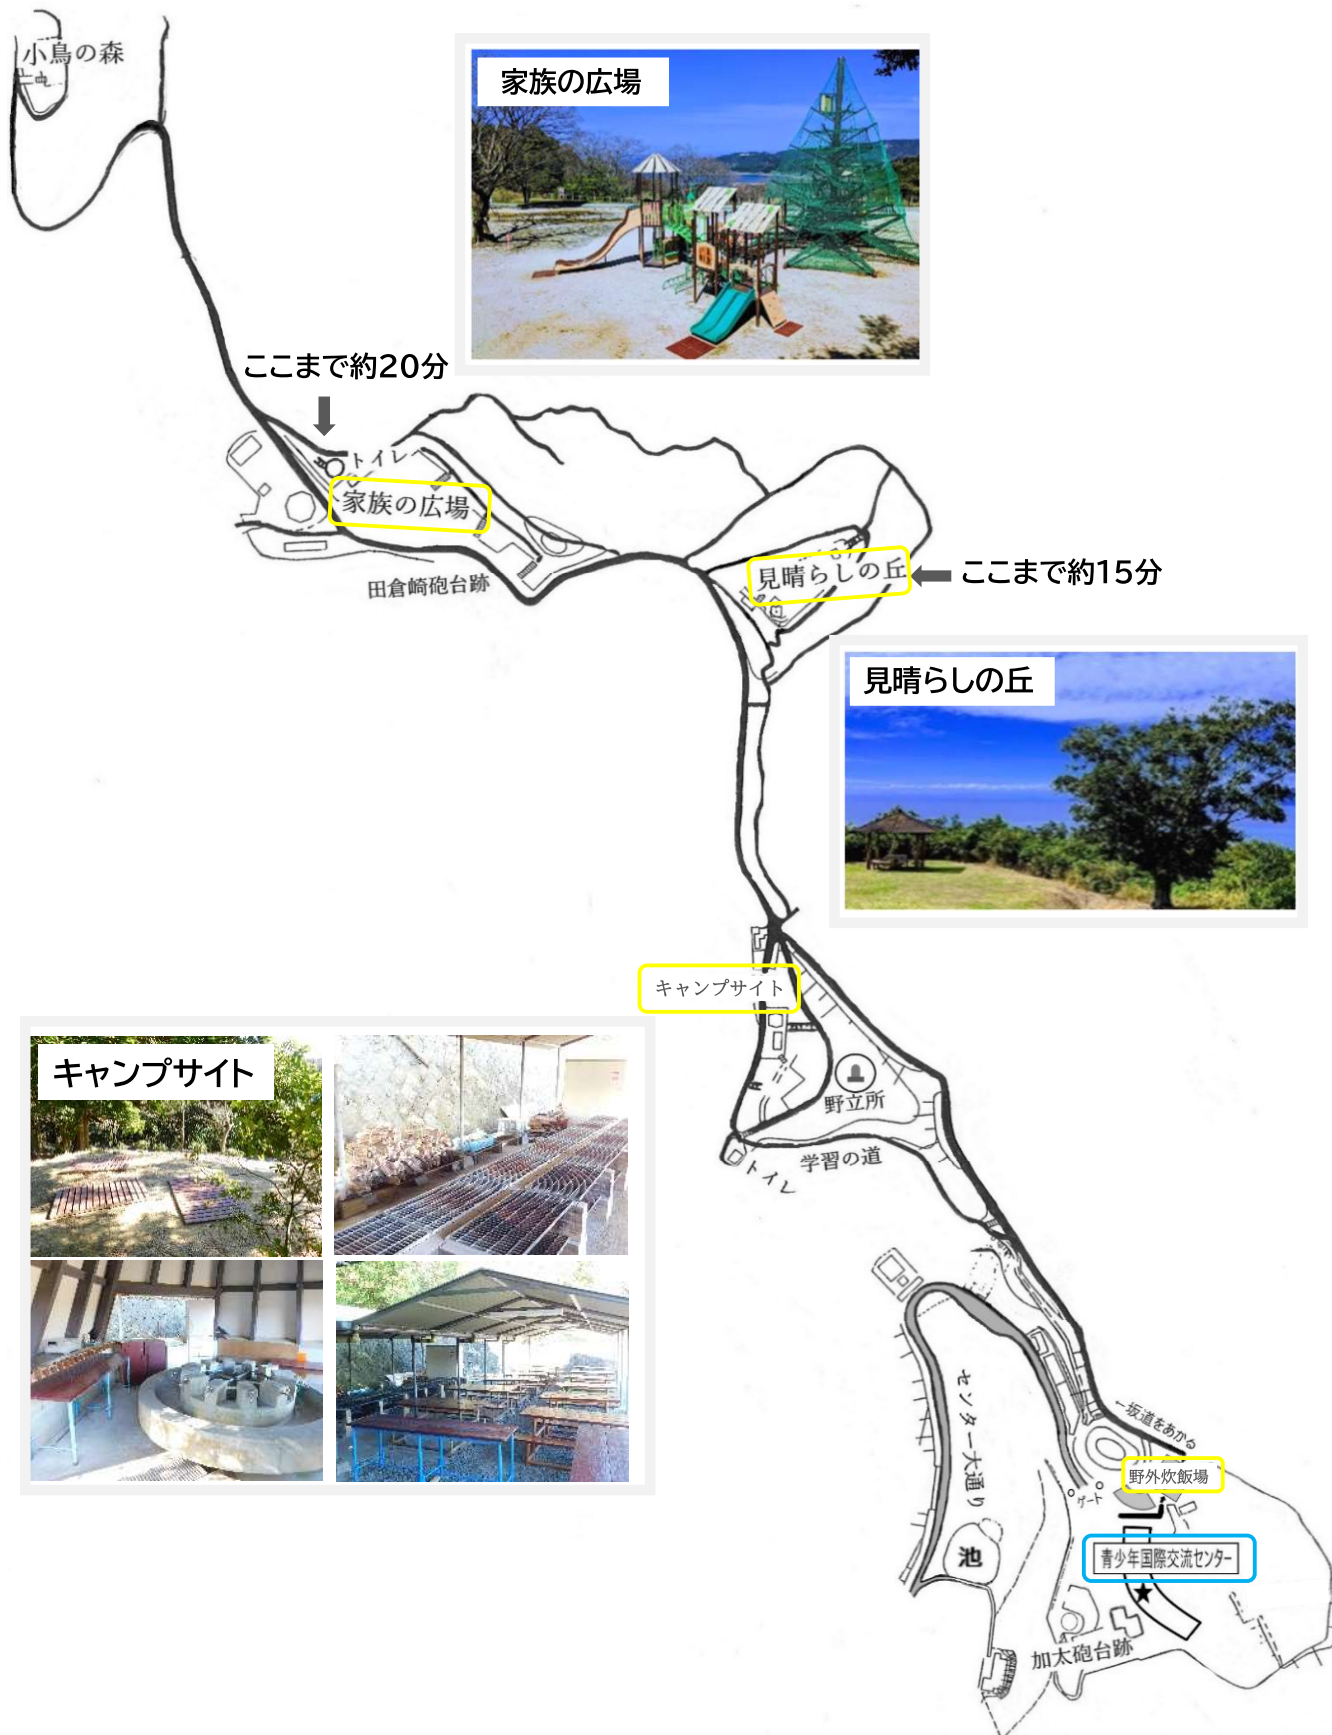 小鳥の森
家族の広場
ここまで約20分
トイレ
家族の広場
田倉崎砲台跡
見晴らしの丘
ここまで約15分
見晴らしの丘
キャンプサイト
キャンプサイト
野立所
学習の道
トイレ
センター大通り
←坂道をあがる
野外炊飯場
ゲート
池
青少年国際交流センター
★
加太砲台跡